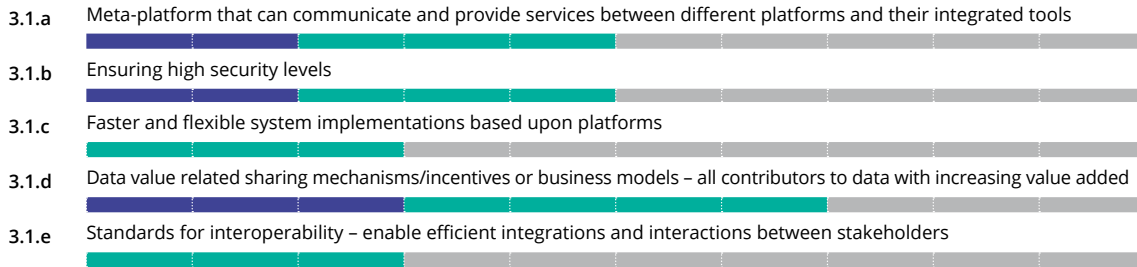 3.1.a Meta-platform that can communicate and provide services between different platforms and their integrated tools
3.1.b Ensuring high security levels
3.1.c Faster and flexible system implementations based upon platforms
3.1.d Data value related sharing mechanisms/incentives or business models – all contributors to data with increasing value added
3.1.e Standards for interoperability – enable efficient integrations and interactions between stakeholders